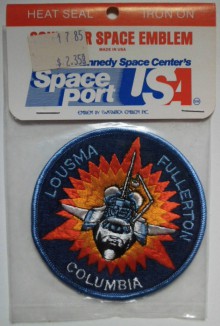 HEAT SEAL IRON ON
SPACE EMBLEM
MADE IN USA
Kennedy Space Center's
Space
port
USA
LOUSMA
FULLERTON
COLUMBIA